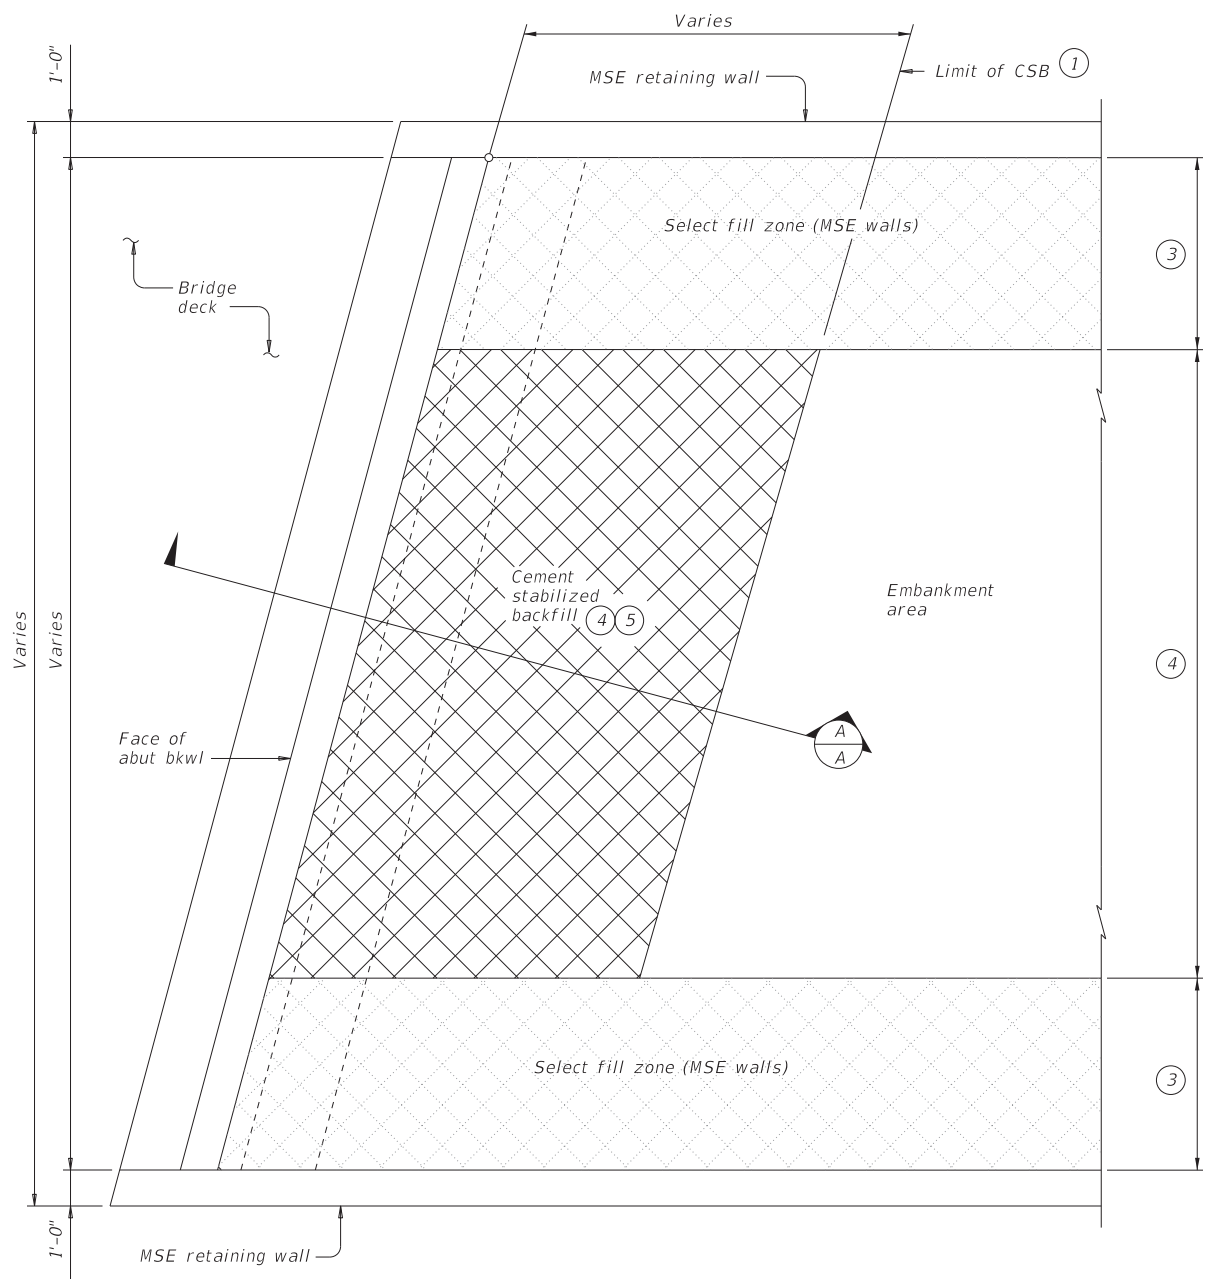 Varies
1'-0"
MSE retaining wall
Limit of CSB 1
Select fill zone (MSE walls)
3
Bridge
deck
Cement
stabilized
backfill 4 5
Embankment
area
Varies
Varies
4
Face of
abut bkwl
A
A
Select fill zone (MSE walls)
3
1'-0"
MSE retaining wall